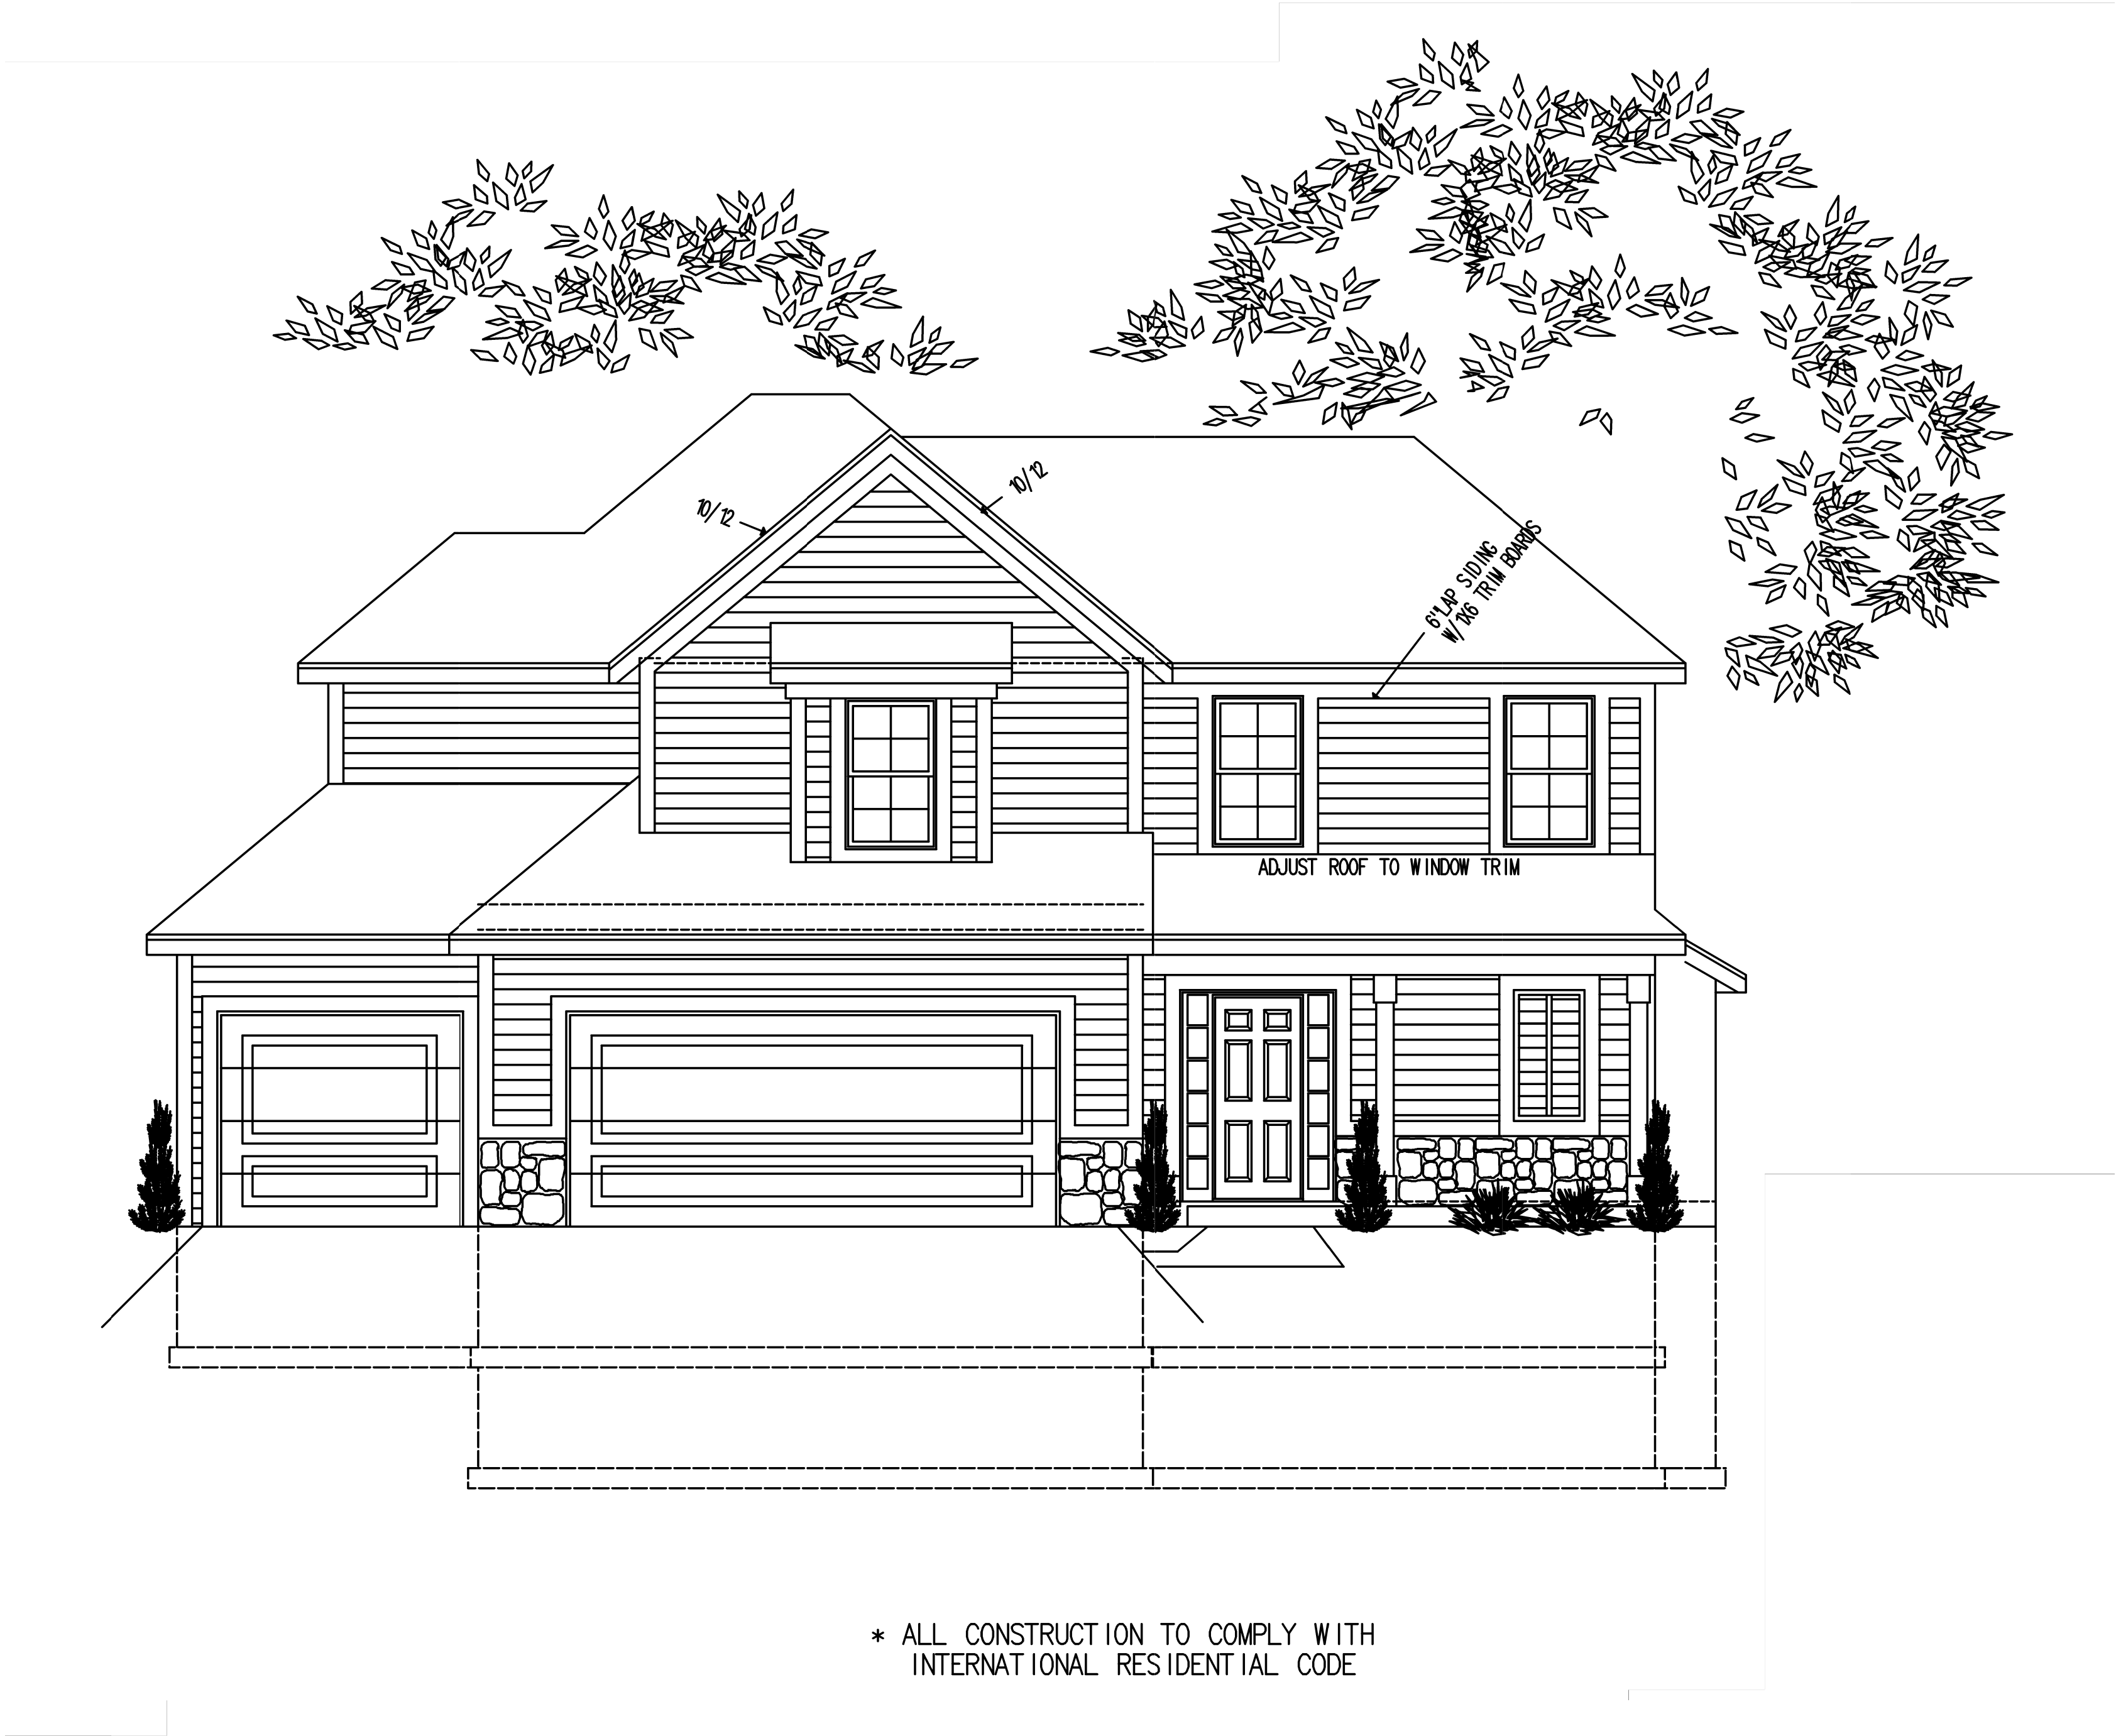 10/12
10/12
6" LAP SIDING
W/1X6 TRIM BOARDS
ADJUST ROOF TO WINDOW TRIM
* ALL CONSTRUCTION TO COMPLY WITH
INTERNATIONAL RESIDENTIAL CODE